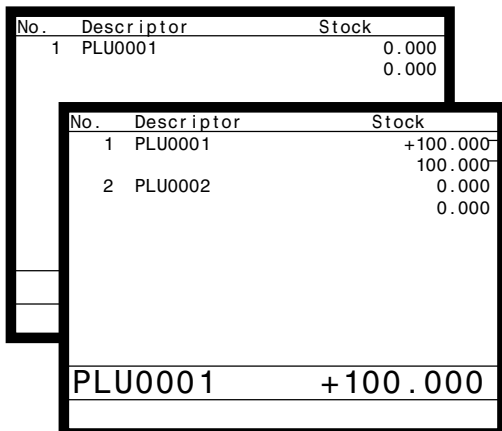 No. Descriptor Stock
1 PLU0001 0.000
0.000
No. Descriptor Stock
1 PLU0001 +100.000
100.000
2 PLU0002 0.000
0.000
PLU0001 +100.000